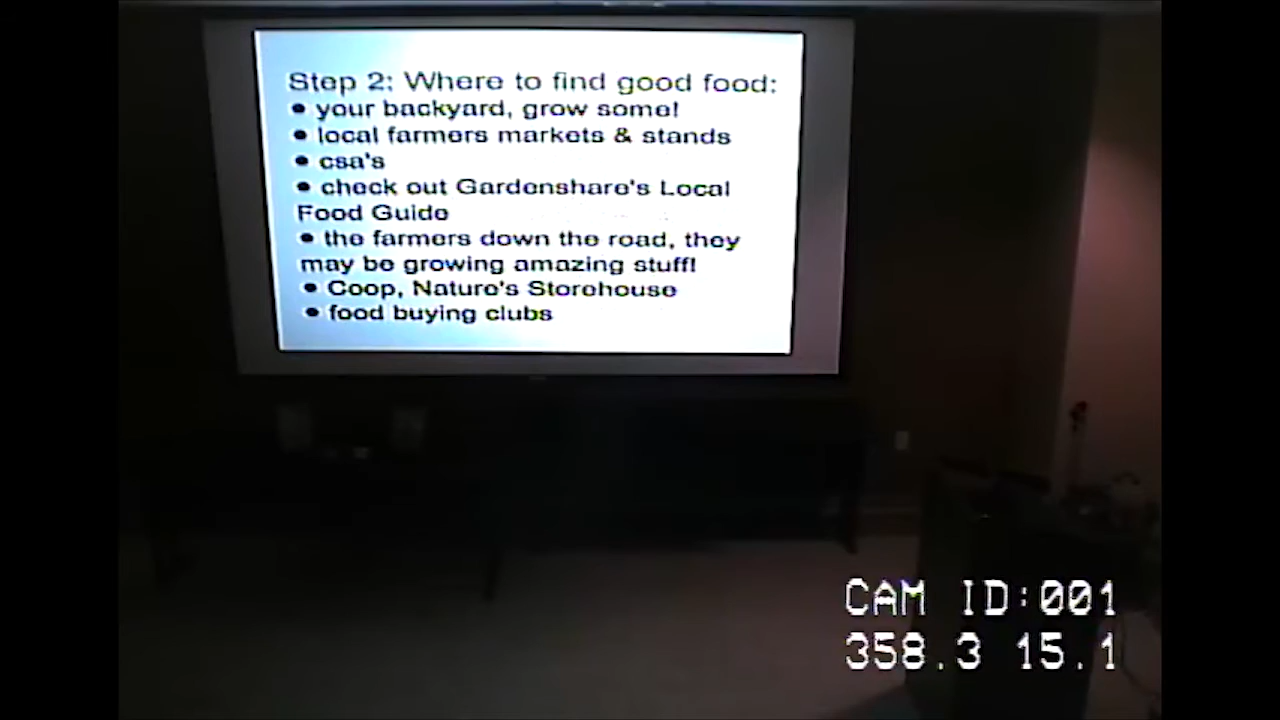 Step 2: Where to find good food:
• your backyard, grow some!
• local farmers markets & stands
• csa's
• check out Gardenshare's Local
Food Guide
• the farmers down the road, they
may be growing amazing stuff!
• Coop, Nature's Storehouse
• food buying clubs
CAM ID:001
358.3 15.1